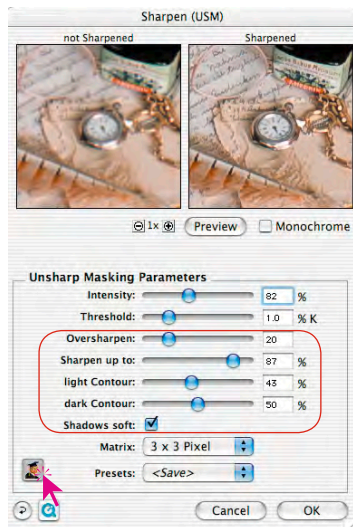 Sharpen (USM)
not Sharpened Sharpened
1x Preview Monochrome
Unsharp Masking Parameters
Intensity: 82 %
Threshold: 1.0 % K
Oversharpen: 20
Sharpen up to: 87 %
light Contour: 43 %
dark Contour: 50 %
Shadows soft:
Matrix: 3 x 3 Pixel
Presets: <Save>
Cancel OK